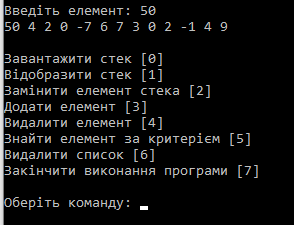 Введіть елемент: 50
50 4 2 0 -7 6 7 3 0 2 -1 4 9
Завантажити стек [0]
Відобразити стек [1]
Замінити елемент стека [2]
Додати елемент [3]
Видалити елемент [4]
Знайти елемент за критерієм [5]
Видалити список [6]
Закінчити виконання програми [7]
Оберіть команду: